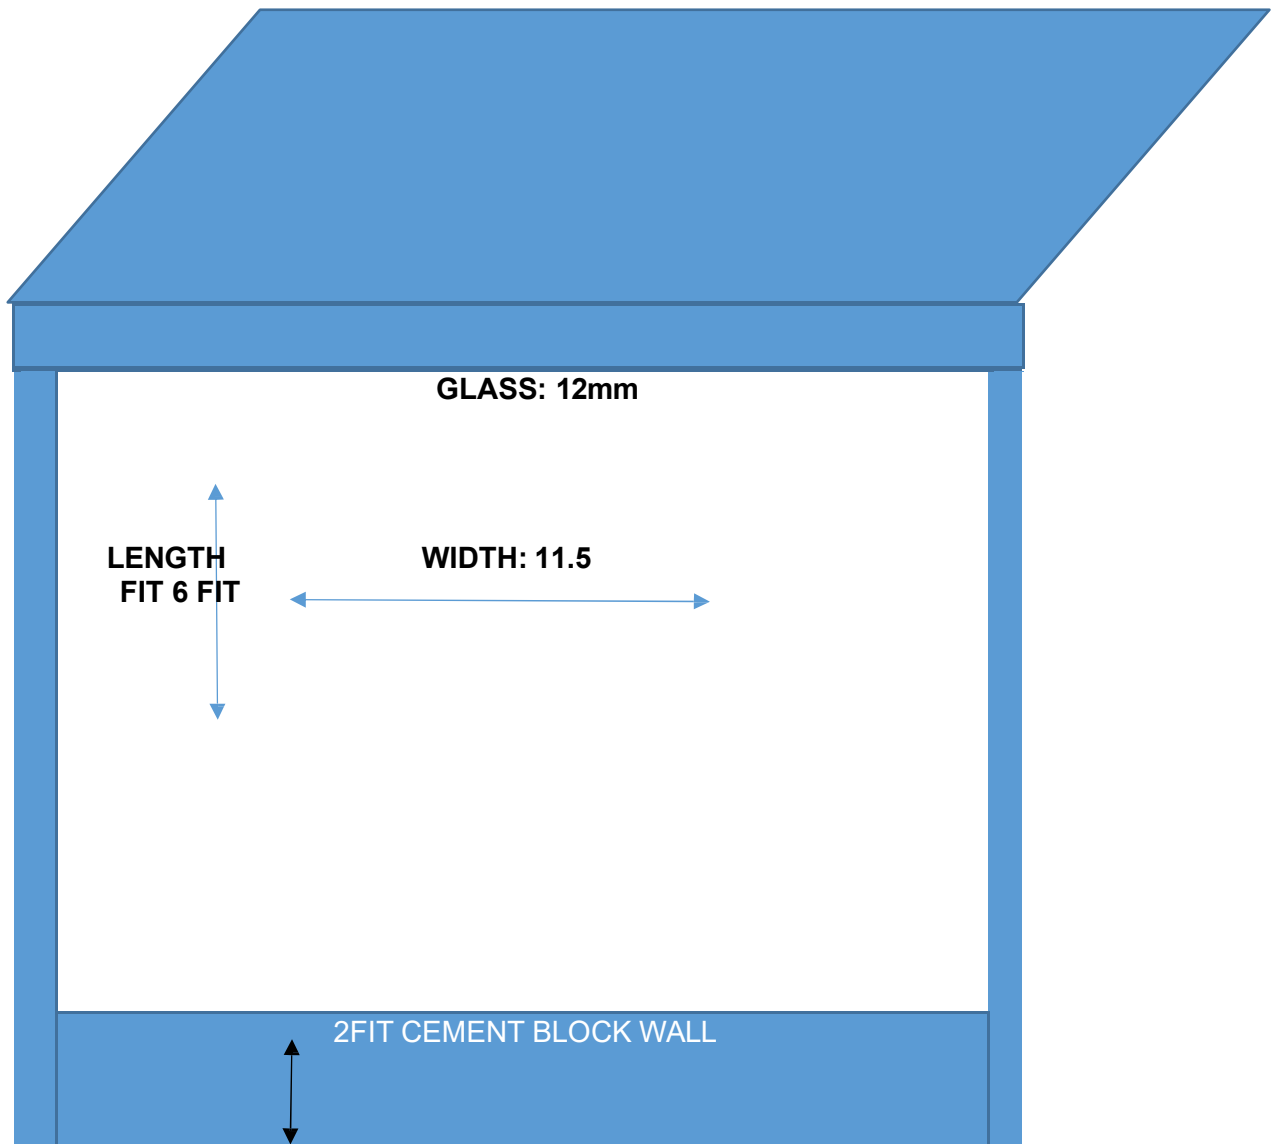 GLASS: 12mm
LENGTH
FIT 6 FIT
WIDTH: 11.5
2FIT CEMENT BLOCK WALL